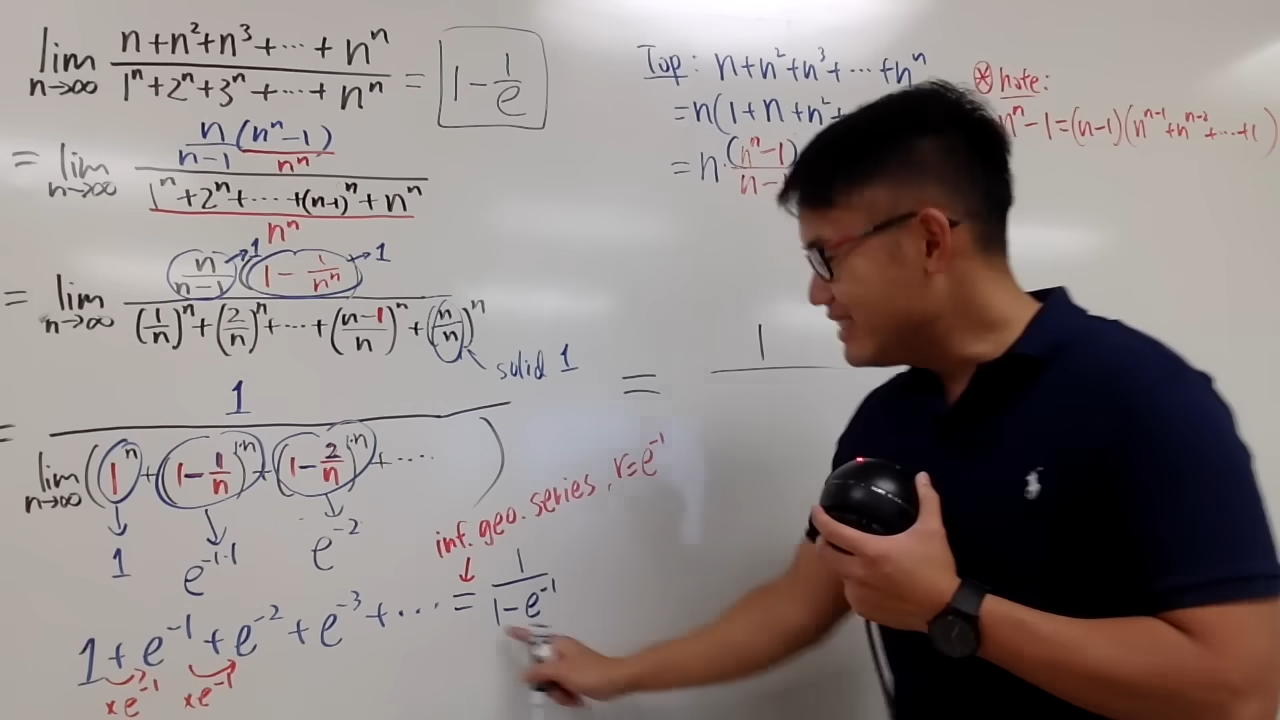 lim n→∞ (n+n²+n³+⋯+nⁿ)/(1ⁿ+2ⁿ+3ⁿ+⋯+nⁿ) = 1-1/e
= lim n→∞ (n/(n-1) (nⁿ-1)/nⁿ)/((1ⁿ+2ⁿ+⋯+(n-1)ⁿ+nⁿ)/nⁿ)
= lim n→∞ (n/(n-1) (1-1/nⁿ))/((1/n)ⁿ+(2/n)ⁿ+⋯+((n-1)/n)ⁿ+(n/n)ⁿ)
→1 →1
solid 1
= 1/(lim n→∞ (1ⁿ+(1-1/n)^·n+(1-2/n)^·n+⋯))
1 e^-1·1 e^-2
inf. geo. series, r=e^-1
1+e^-1+e^-2+e^-3+⋯ = 1/(1-e^-1)
×e^-1 ×e^-1
Top: n+n²+n³+⋯+nⁿ
=n(1+n+n²+
=n·(nⁿ-1)/n-
⊛ note:
nⁿ-1=(n-1)(n^n-1+n^n-2+⋯+1)
= 1